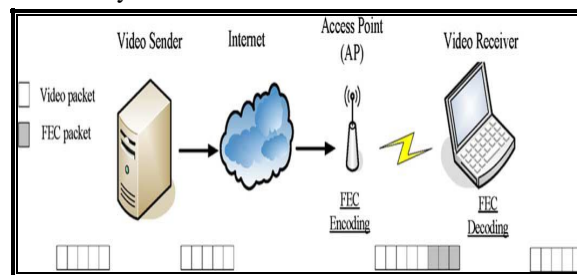 Video Sender
Internet
Access Point
(AP)
Video Receiver
Video packet
FEC packet
FEC
Encoding
FEC
Decoding